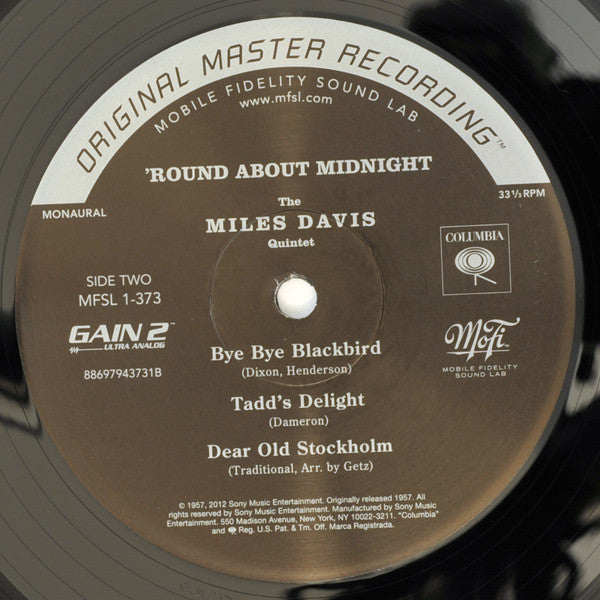 ORIGINAL MASTER RECORDING™
MOBILE FIDELITY SOUND LAB
www.mfsl.com
'ROUND ABOUT MIDNIGHT
MONAURAL
33 1/3 RPM
The
MILES DAVIS
Quintet
COLUMBIA
SIDE TWO
MFSL 1-373
GAIN 2™
ULTRA ANALOG
88697943731B
MoFi™
MOBILE FIDELITY
SOUND LAB
Bye Bye Blackbird
(Dixon, Henderson)
Tadd's Delight
(Dameron)
Dear Old Stockholm
(Traditional, Arr. by Getz)
© 1957, 2012 Sony Music Entertainment. Originally released 1957. All
rights reserved by Sony Music Entertainment. Manufactured by Sony Music
Entertainment. 550 Madison Avenue, New York, NY 10022-3211. "Columbia"
and Reg. U.S. Pat. & Tm. Off. Marca Registrada.